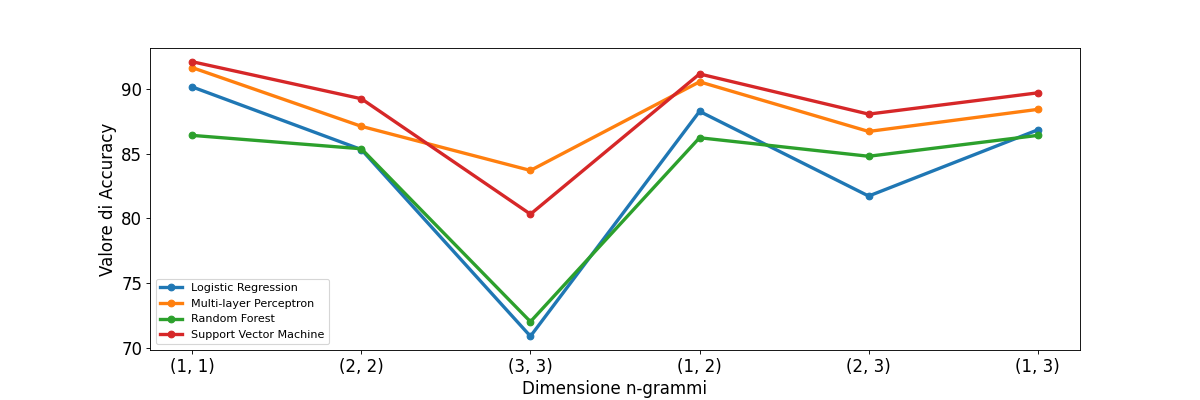 Valore di Accuracy
90
85
80
75
70
Logistic Regression
Multi-layer Perceptron
Random Forest
Support Vector Machine
(1, 1) (2, 2) (3, 3) (1, 2) (2, 3) (1, 3)
Dimensione n-grammi